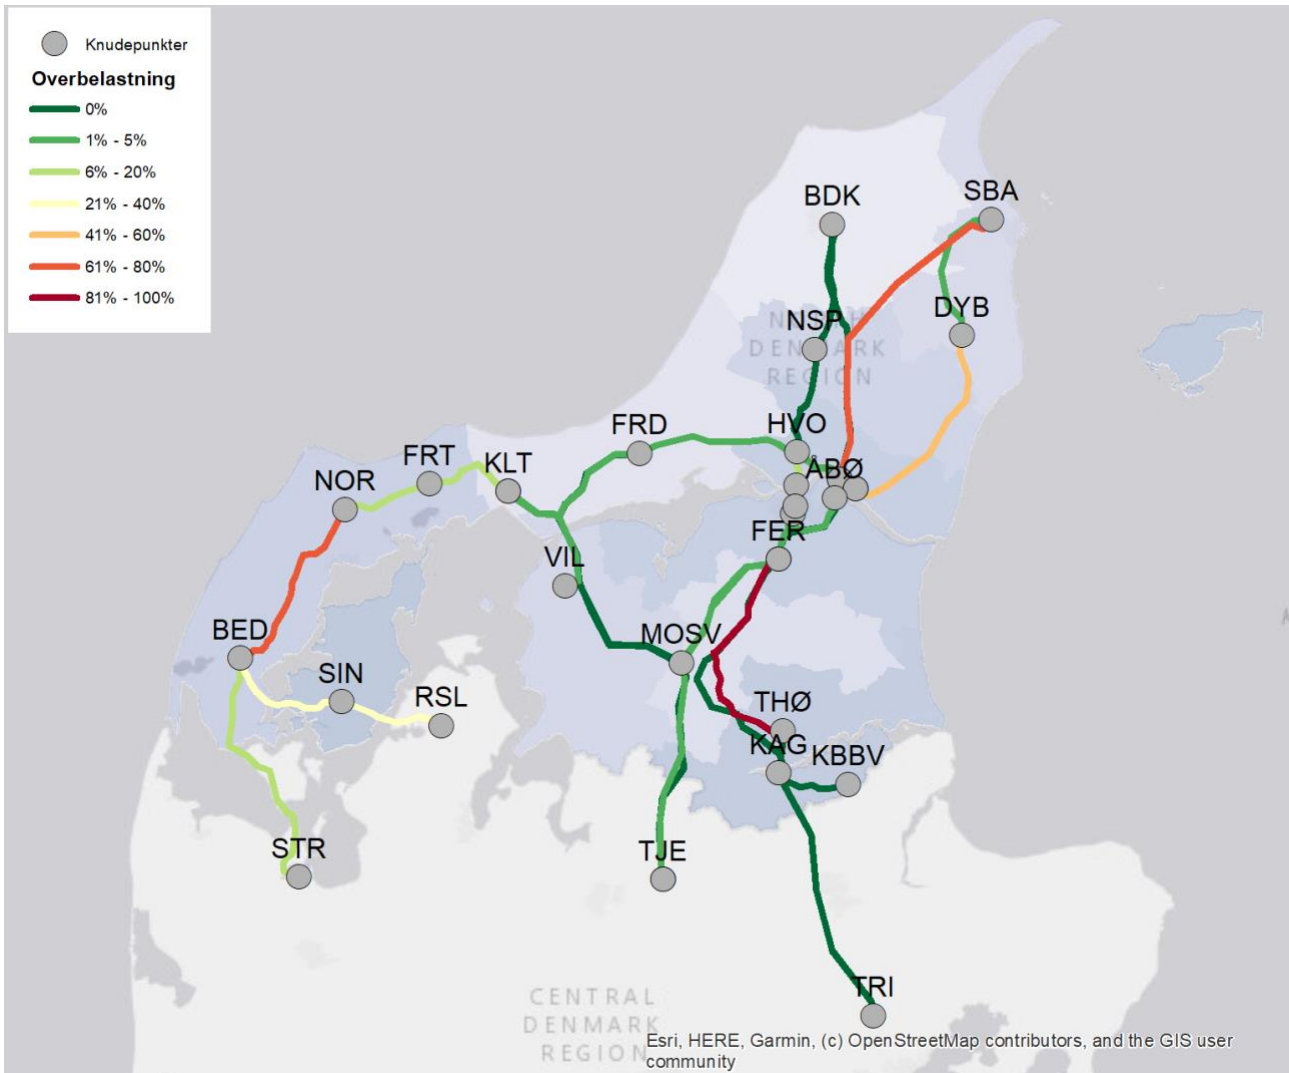 Knudepunkter
Overbelastning
0%
1% - 5%
6% - 20%
21% - 40%
41% - 60%
61% - 80%
81% - 100%
SBA
BDK
DYB
NSP
NORTH
DENMARK
REGION
FRD
HVO
FRT
KLT
ÅBØ
NOR
FER
VIL
BED
MOSV
SIN
RSL
THØ
KAG
KBBV
STR
TJE
TRI
CENTRAL
DENMARK
REGION
Esri, HERE, Garmin, (c) OpenStreetMap contributors, and the GIS user
community